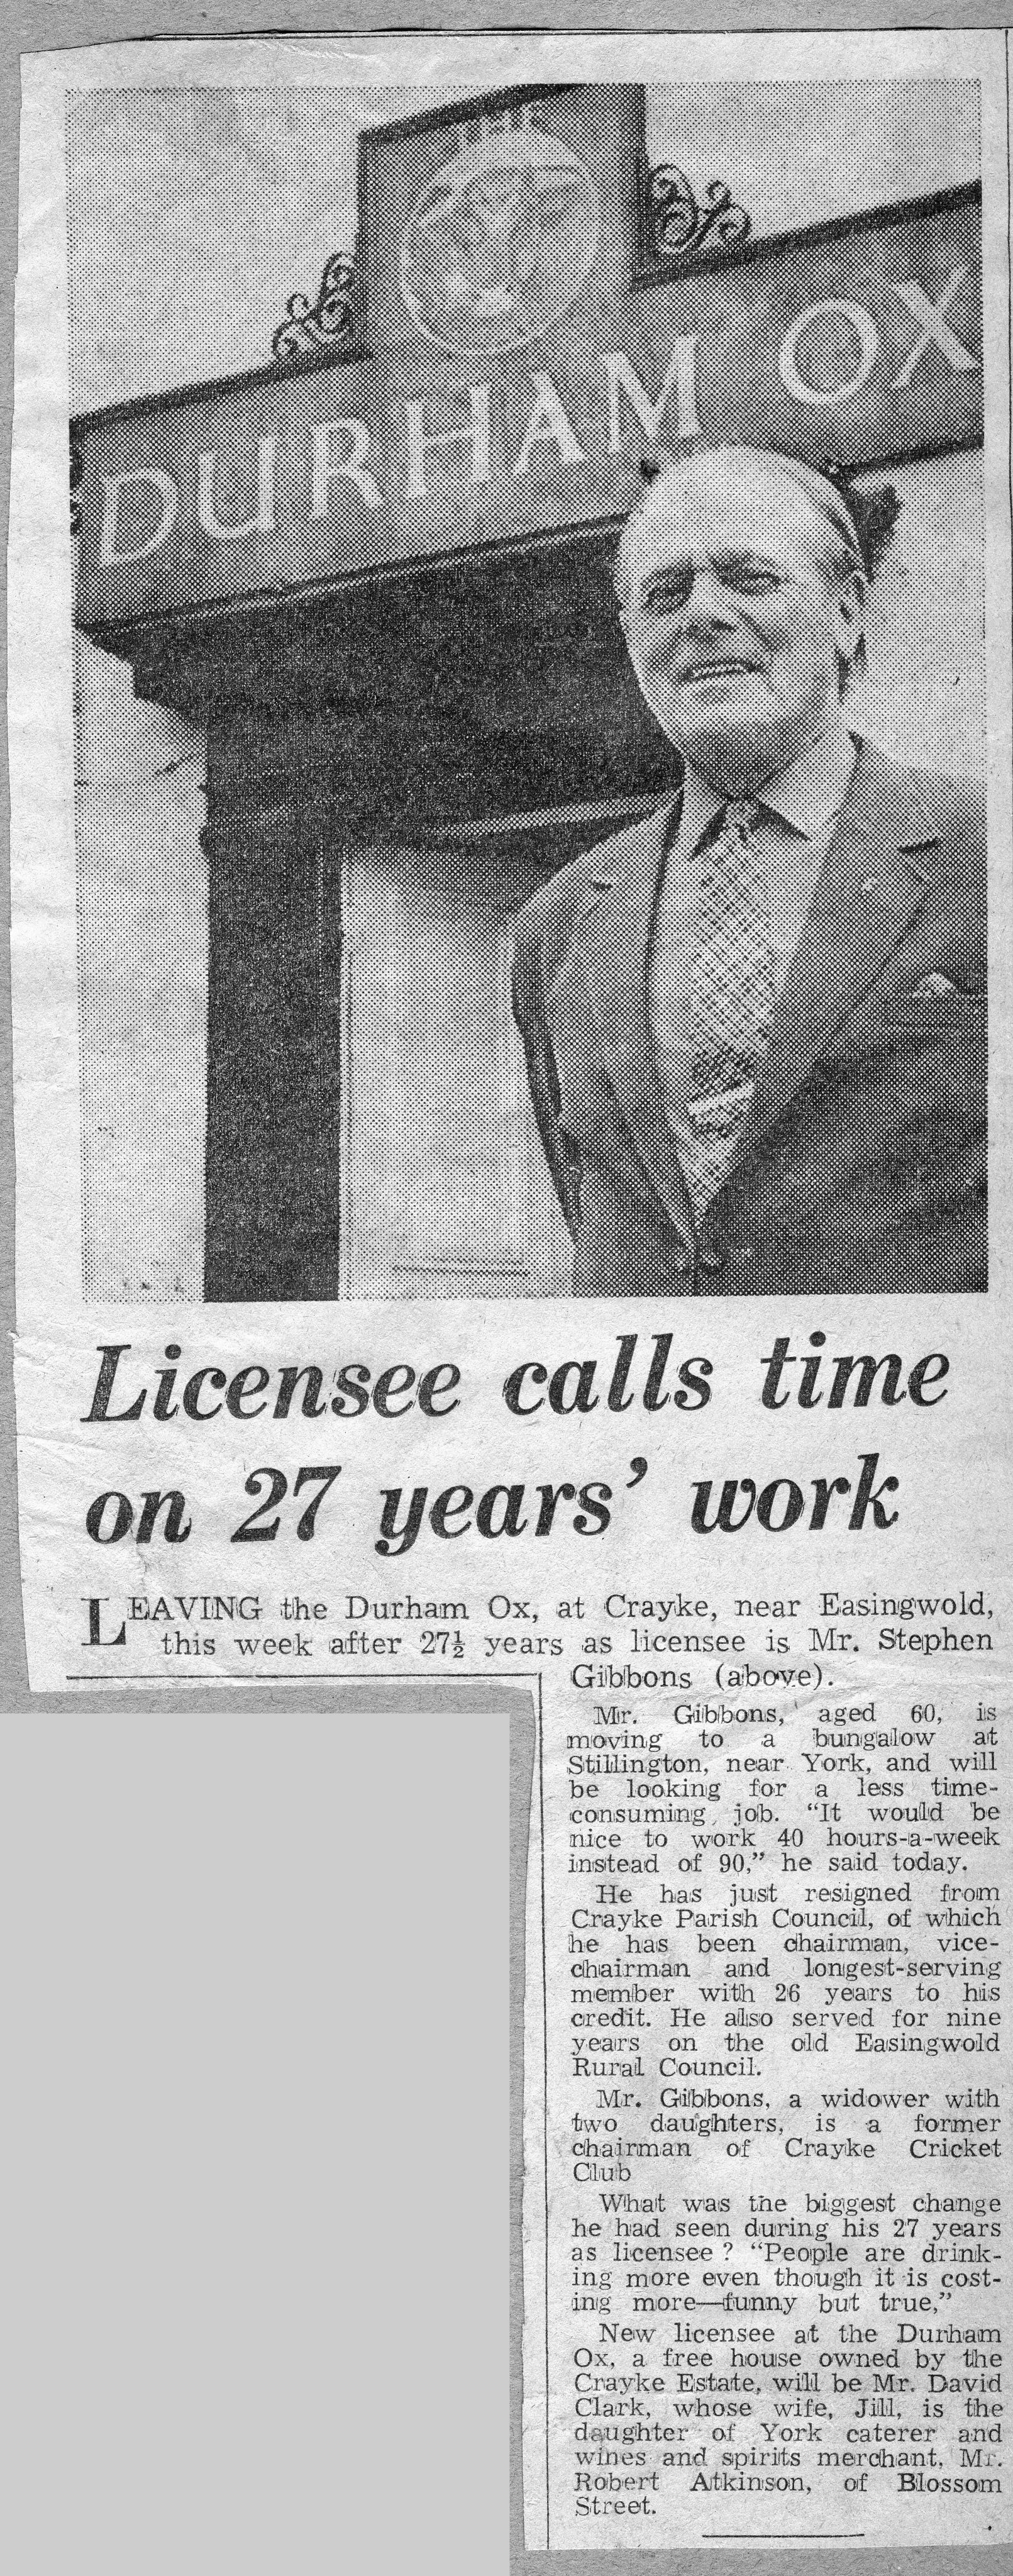 DURHAM OX
Licensee calls time
on 27 years' work
LEAVING the Durham Ox, at Crayke, near Easingwold,
this week after 27½ years as licensee is Mr. Stephen
Gibbons (above).
Mr. Gibbons, aged 60, is
moving to a bungalow at
Stillington, near York, and will
be looking for a less time-
consuming job. “It would be
nice to work 40 hours-a-week
instead of 90,” he said today.
He has just resigned from
Crayke Parish Council, of which
he has been chairman, vice-
chairman and longest-serving
member with 26 years to his
credit. He also served for nine
years on the old Easingwold
Rural Council.
Mr. Gibbons, a widower with
two daughters, is a former
chairman of Crayke Cricket
Club
What was the biggest change
he had seen during his 27 years
as licensee ? “People are drink-
ing more even though it is cost-
ing more—funny but true,”
New licensee at the Durham
Ox, a free house owned by the
Crayke Estate, will be Mr. David
Clark, whose wife, Jill, is the
daughter of York caterer and
wines and spirits merchant, Mr.
Robert Atkinson, of Blossom
Street.